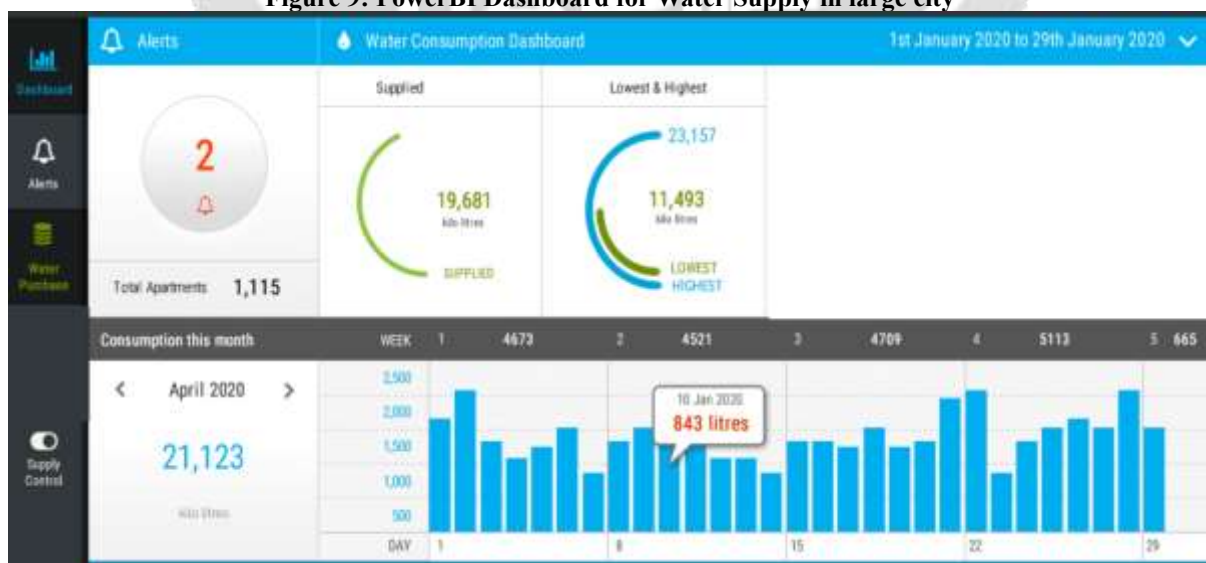 Figure 9: PowerBI Dashboard for Water Supply in large city
Dashboard
Alerts
Water Purchase
Supply Control
Alerts
2
Total Apartments 1,115
Water Consumption Dashboard
1st January 2020 to 29th January 2020
Supplied
19,681
kilo litres
SUPPLIED
Lowest & Highest
23,157
11,493
kilo litres
LOWEST
HIGHEST
Consumption this month
WEEK 1 4673 2 4521 3 4709 4 5113 5 665
< April 2020 >
21,123
kilo litres
2,500
2,000
1,500
1,000
500
10 Jan 2020
843 litres
DAY 1 8 15 22 29